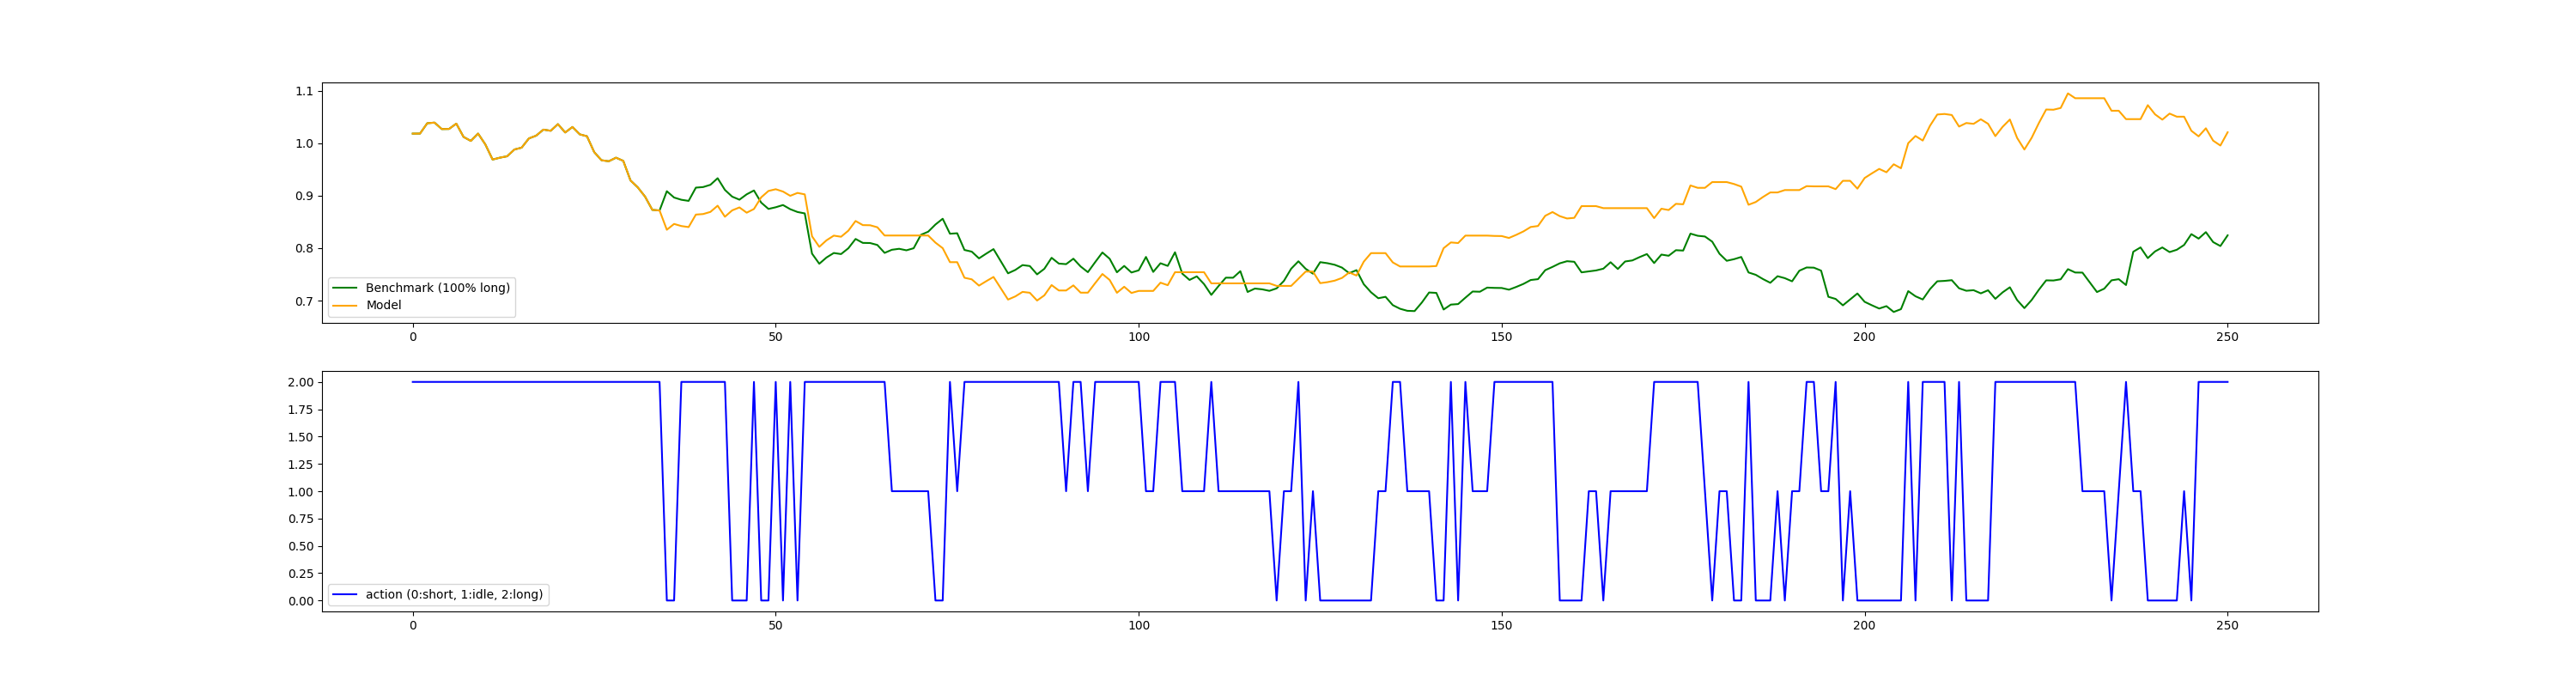 1.1
1.0
0.9
0.8
0.7
Benchmark (100% long)
Model
0 50 100 150 200 250
2.00
1.75
1.50
1.25
1.00
0.75
0.50
0.25
0.00
action (0:short, 1:idle, 2:long)
0 50 100 150 200 250